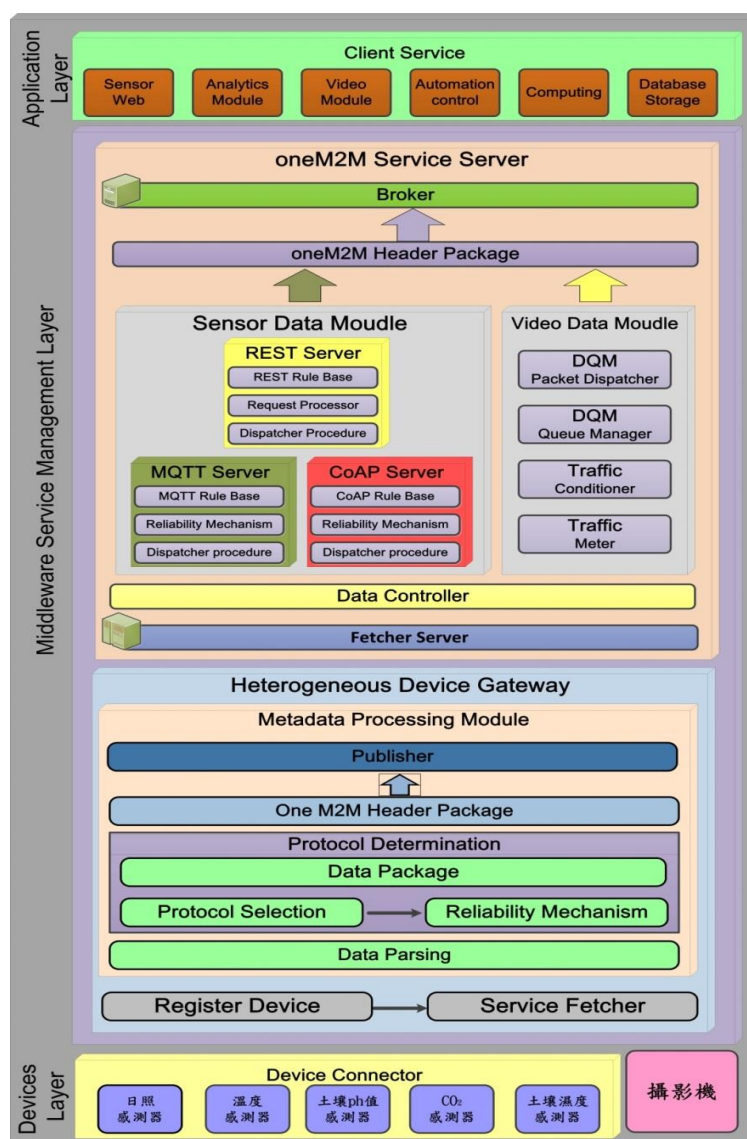 Application
Layer
Client Service
Sensor
Web
Analytics
Module
Video
Module
Automation
control
Computing
Database
Storage
Middleware Service Management Layer
oneM2M Service Server
Broker
oneM2M Header Package
Sensor Data Moudle
REST Server
REST Rule Base
Request Processor
Dispatcher Procedure
MQTT Server
MQTT Rule Base
Reliability Mechanism
Dispatcher procedure
CoAP Server
CoAP Rule Base
Reliability Mechanism
Dispatcher procedure
Video Data Moudle
DQM
Packet Dispatcher
DQM
Queue Manager
Traffic
Conditioner
Traffic
Meter
Data Controller
Fetcher Server
Heterogeneous Device Gateway
Metadata Processing Module
Publisher
One M2M Header Package
Protocol Determination
Data Package
Protocol Selection
Reliability Mechanism
Data Parsing
Register Device
Service Fetcher
Devices
Layer
Device Connector
日照
感測器
溫度
感測器
土壤ph值
感測器
CO₂
感測器
土壤濕度
感測器
攝影機